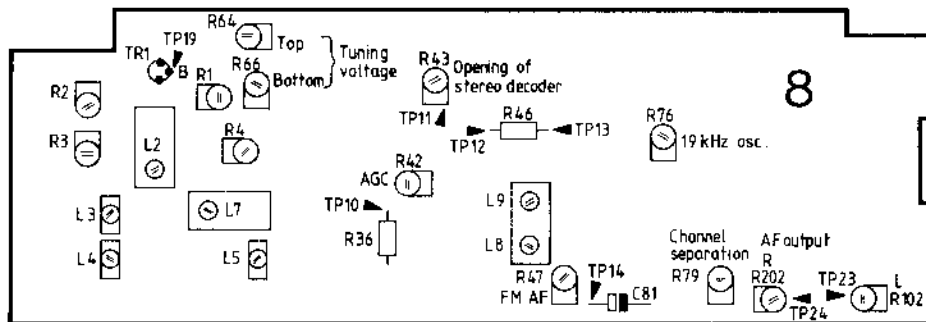 R64
TP19
Top
TR1
B
R1
R66
Bottom
Tuning
voltage
R43
Opening of
stereo decoder
8
R2
TP11
R46
TP12
TP13
R76
19 kHz osc.
R3
L2
R4
R42
AGC
L3
L7
TP10
L9
R36
L8
L4
L5
R47
FM AF
TP14
C81
Channel
separation
R79
AF output
R
R202
TP23
TP24
L
R102